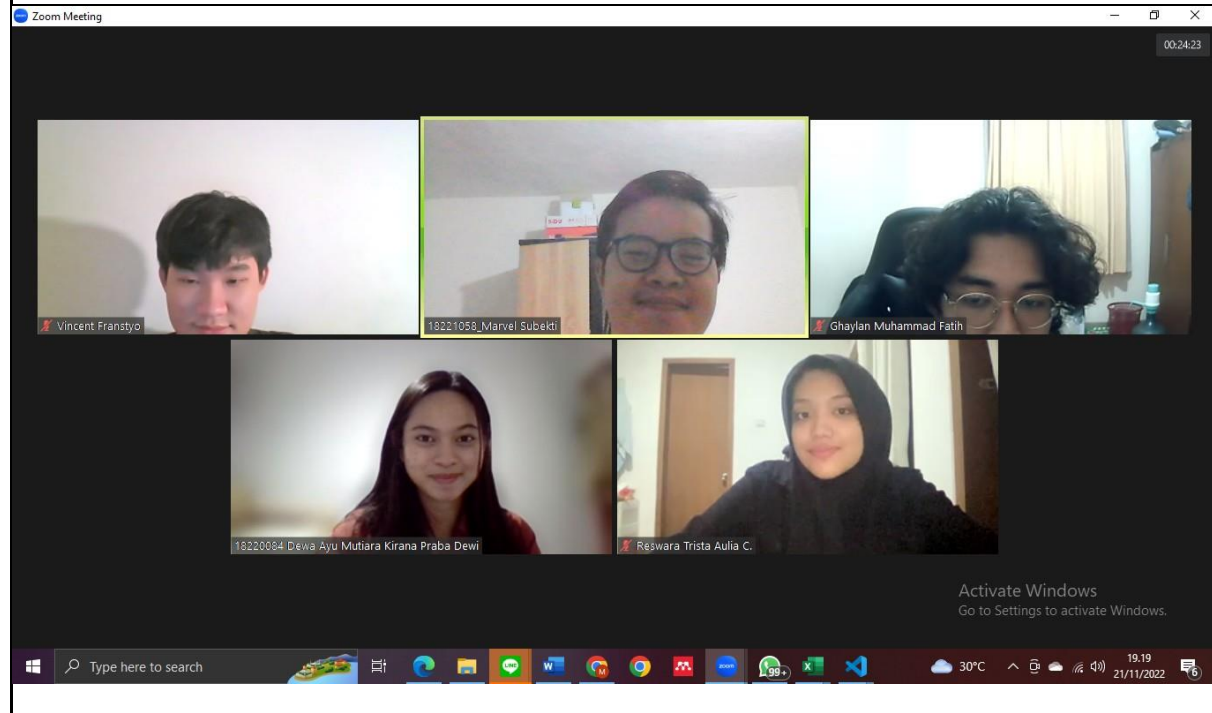 Zoom Meeting
00:24:23
Vincent Franstyo
18221058_Marvel Subekti
Ghaylan Muhammad Fatih
18220084 Dewa Ayu Mutiara Kirana Praba Dewi
Reswara Trista Aulia C.
Activate Windows
Go to Settings to activate Windows.
Type here to search
LINE
W
zoom
99+
X
30°C
19.19
21/11/2022
6